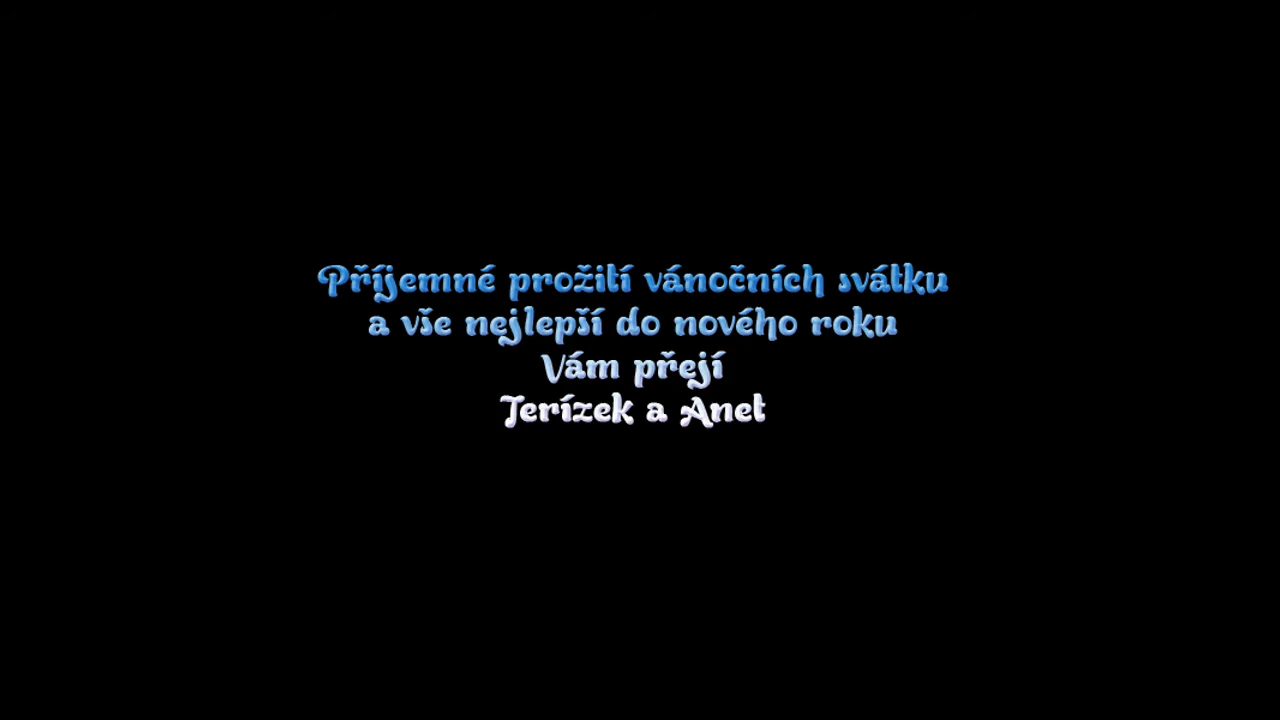 Příjemné prožití vánočních svátku
a vše nejlepší do nového roku
Vám přejí
Terízek a Anet